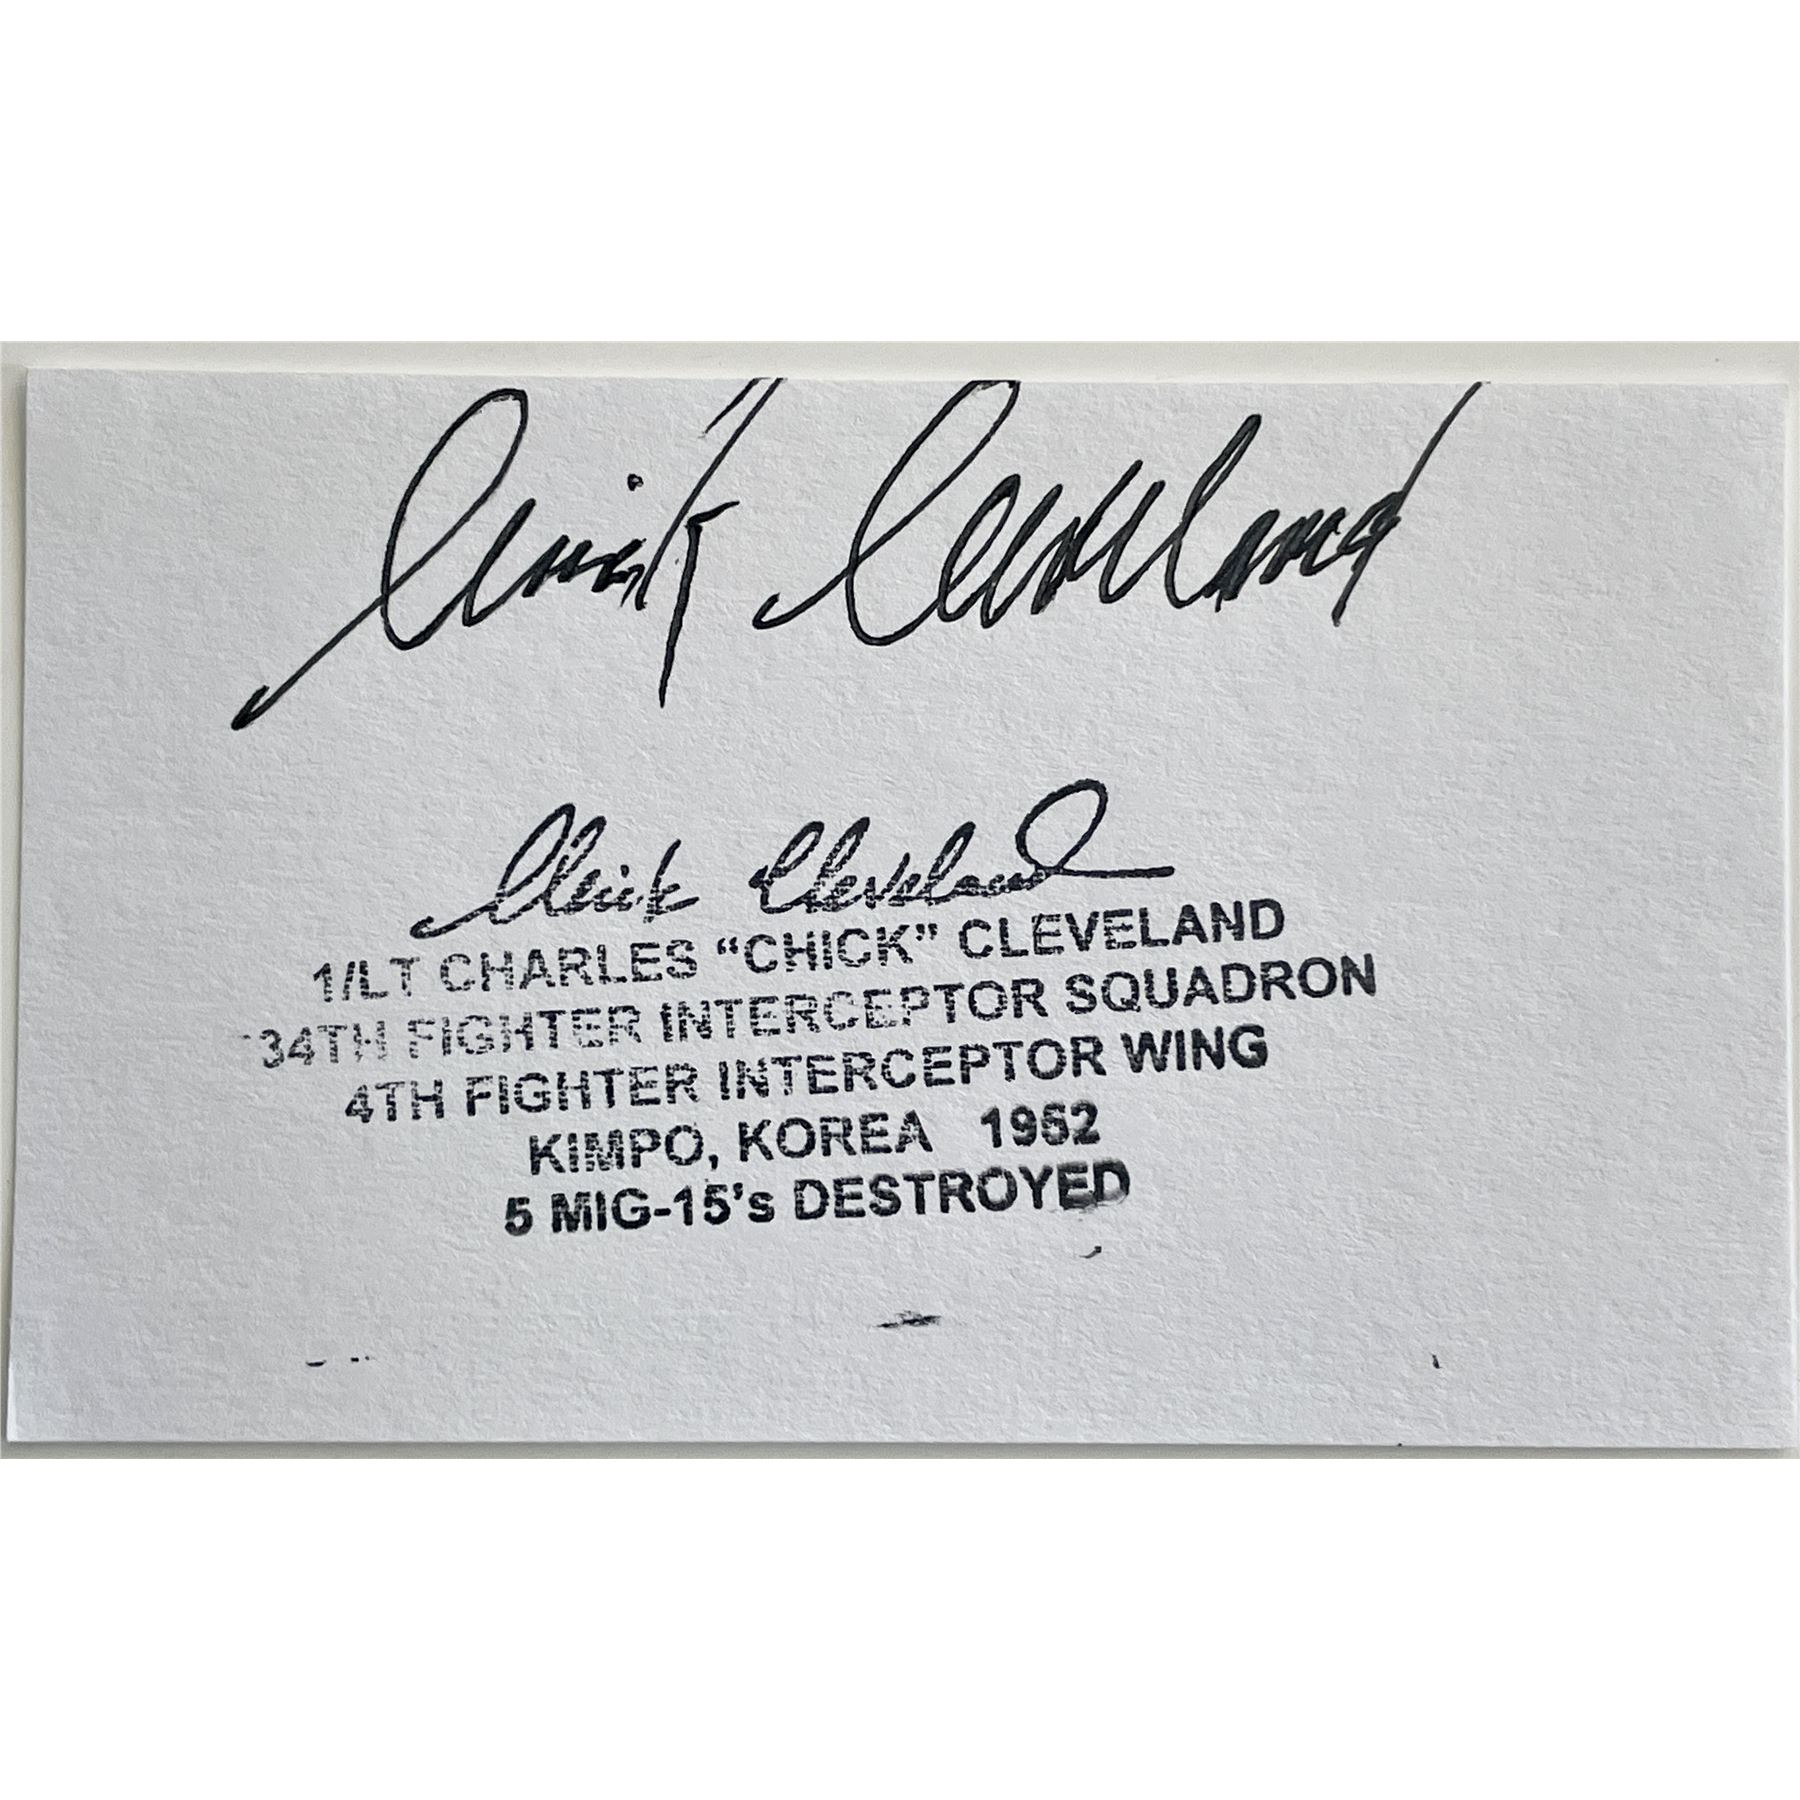 Chick Cleveland
Chick Cleveland
1/LT CHARLES “CHICK” CLEVELAND
334TH FIGHTER INTERCEPTOR SQUADRON
4TH FIGHTER INTERCEPTOR WING
KIMPO, KOREA 1952
5 MIG-15’s DESTROYED